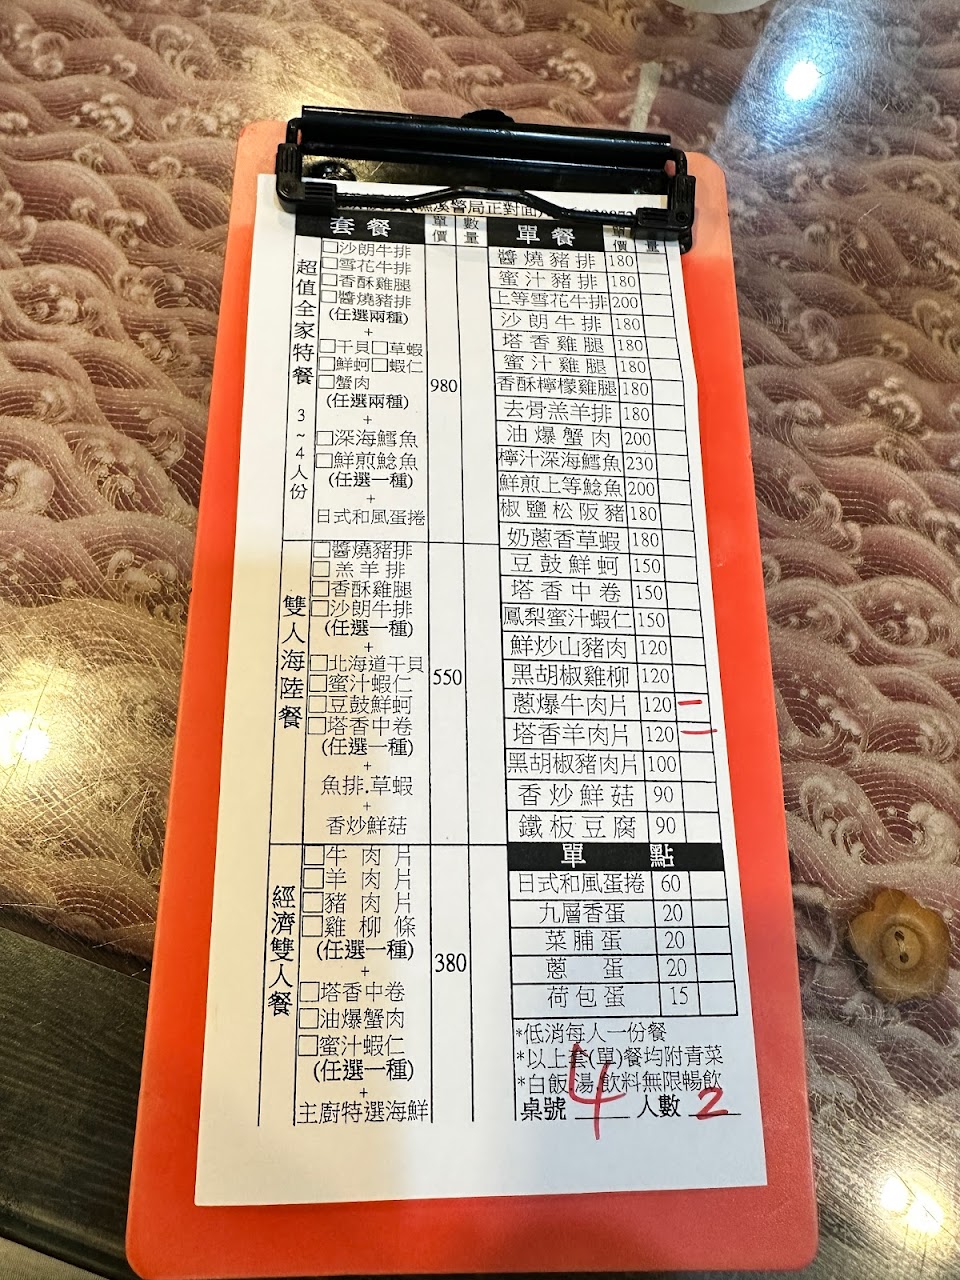 礁溪警局正對面
套餐 單價 數量
超值全家特餐 3~4人份
□沙朗牛排
□雪花牛排
□香酥雞腿
□醬燒豬排
(任選兩種)
+
□干貝□草蝦
□鮮蚵□蝦仁
□蟹肉
(任選兩種)
+
□深海鱈魚
□鮮煎鯰魚
(任選一種)
+
日式和風蛋捲
980
雙人海陸餐
□醬燒豬排
□羔羊排
□香酥雞腿
□沙朗牛排
(任選一種)
+
□北海道干貝
□蜜汁蝦仁
□豆鼓鮮蚵
□塔香中卷
(任選一種)
+
魚排.草蝦
+
香炒鮮菇
550
經濟雙人餐
□牛肉片
□羊肉片
□豬肉片
□雞柳條
(任選一種)
+
□塔香中卷
□油爆蟹肉
□蜜汁蝦仁
(任選一種)
+
主廚特選海鮮
380
單餐 單價 量
醬燒豬排 180
蜜汁豬排 180
上等雪花牛排 200
沙朗牛排 180
塔香雞腿 180
蜜汁雞腿 180
香酥檸檬雞腿 180
去骨羔羊排 180
油爆蟹肉 200
檸汁深海鱈魚 230
鮮煎上等鯰魚 200
椒鹽松阪豬 180
奶蔥香草蝦 180
豆鼓鮮蚵 150
塔香中卷 150
鳳梨蜜汁蝦仁 150
鮮炒山豬肉 120
黑胡椒雞柳 120
蔥爆牛肉片 120 一
塔香羊肉片 120 一
黑胡椒豬肉片 100
香炒鮮菇 90
鐵板豆腐 90
單點
日式和風蛋捲 60
九層香蛋 20
菜脯蛋 20
蔥蛋 20
荷包蛋 15
*低消每人一份餐
*以上套(單)餐均附青菜
*白飯.湯.飲料無限暢飲
桌號 4 人數 2